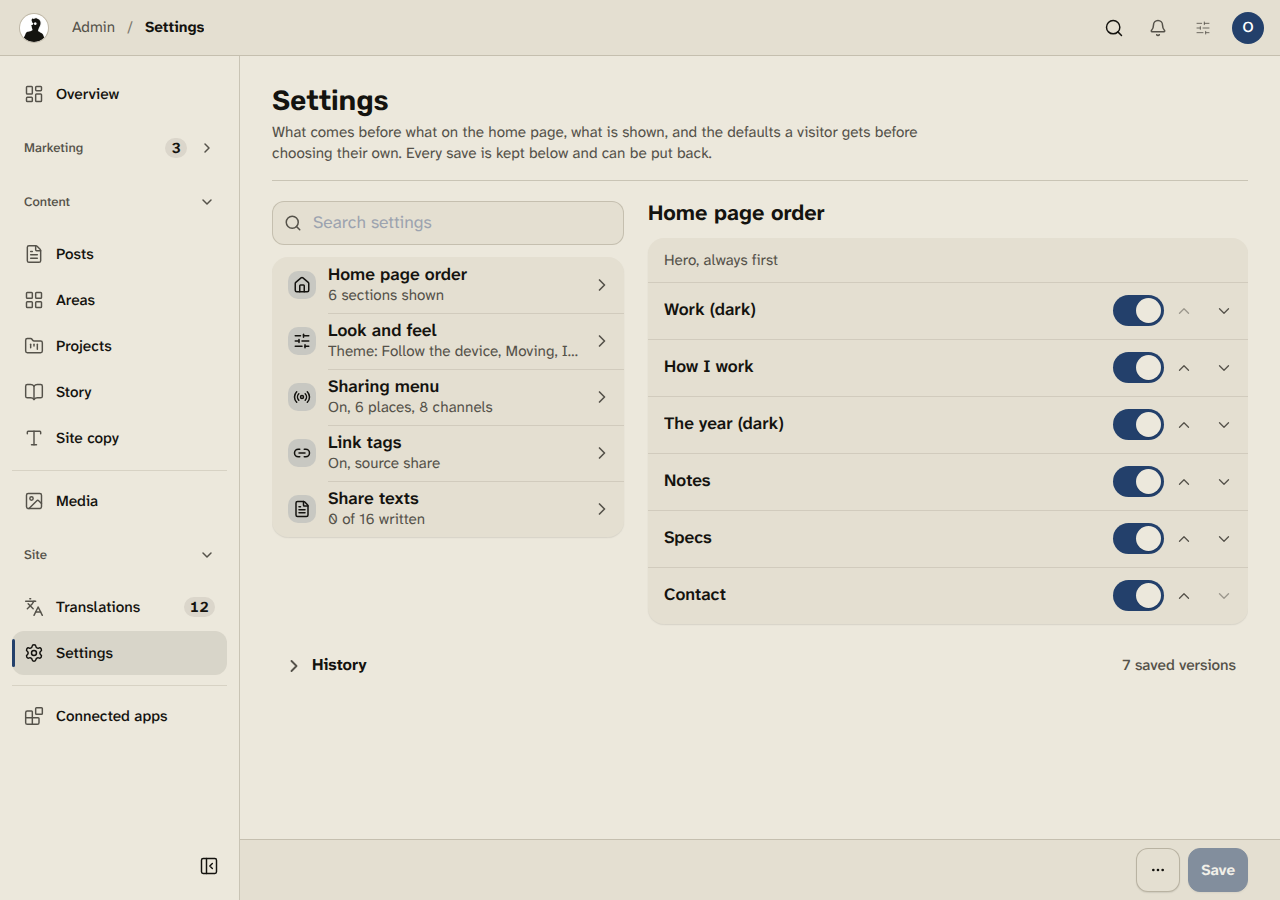 Admin / Settings
O
Overview
Marketing 3
Content
Posts
Areas
Projects
Story
Site copy
Media
Site
Translations 12
Settings
Connected apps
Settings
What comes before what on the home page, what is shown, and the defaults a visitor gets before
choosing their own. Every save is kept below and can be put back.
Search settings
Home page order
6 sections shown
Look and feel
Theme: Follow the device, Moving, I...
Sharing menu
On, 6 places, 8 channels
Link tags
On, source share
Share texts
0 of 16 written
Home page order
Hero, always first
Work (dark)
How I work
The year (dark)
Notes
Specs
Contact
History
7 saved versions
Save